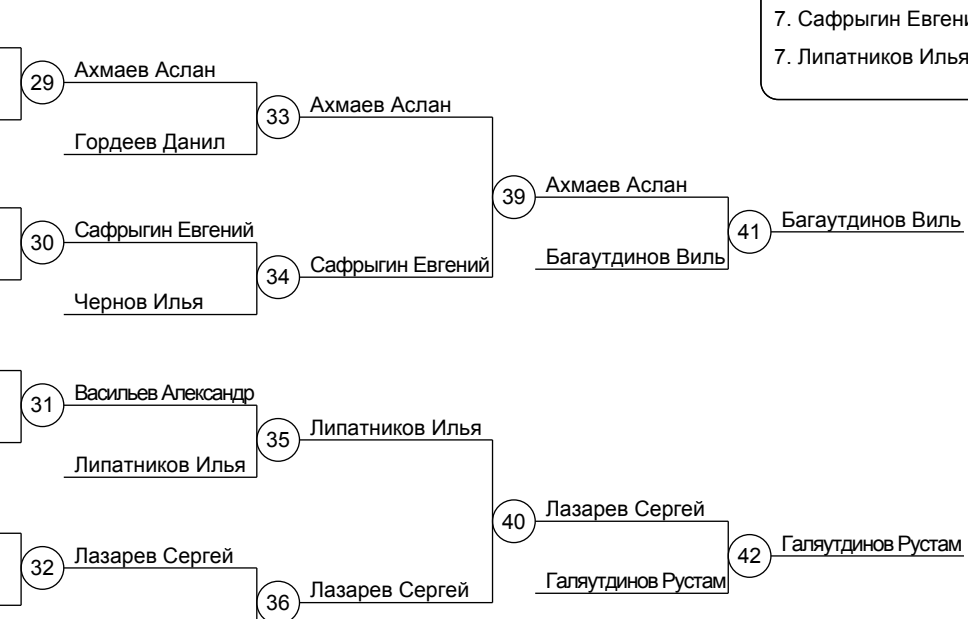 7. Сафрыгин Евгени
7. Липатников Илья
29
Ахмаев Аслан
Гордеев Данил
33
Ахмаев Аслан
30
Сафрыгин Евгений
Чернов Илья
34
Сафрыгин Евгений
39
Ахмаев Аслан
Багаутдинов Виль
41
Багаутдинов Виль
31
Васильев Александр
Липатников Илья
35
Липатников Илья
32
Лазарев Сергей
36
Лазарев Сергей
40
Лазарев Сергей
Галяутдинов Рустам
42
Галяутдинов Рустам